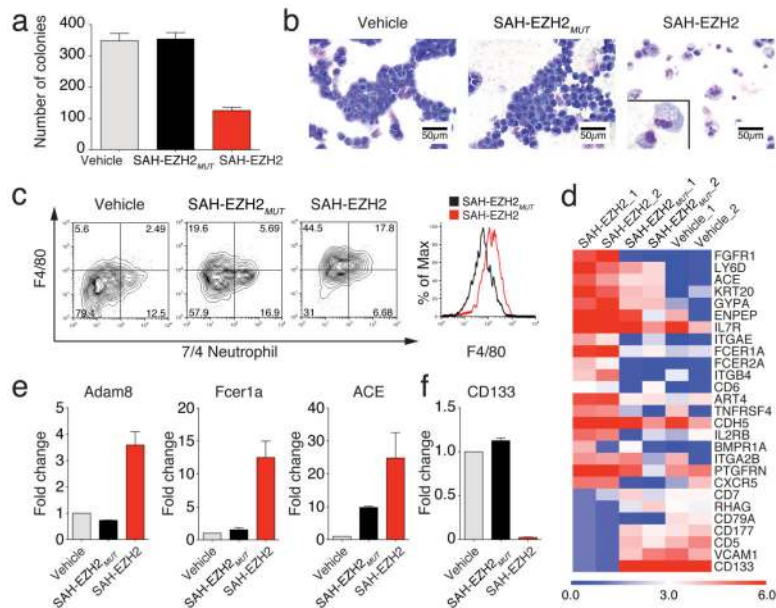 a
Number of colonies
400
300
200
100
0
Vehicle SAH-EZH2MUT SAH-EZH2
b
Vehicle SAH-EZH2MUT SAH-EZH2
50µm 50µm 50µm
c
Vehicle SAH-EZH2MUT SAH-EZH2
5.6 2.49 19.6 5.69 44.5 17.8
12.5 57.9 16.9 31 6.68
F4/80
7/4 Neutrophil
SAH-EZH2MUT
SAH-EZH2
% of Max
F4/80
d
SAH-EZH2_1
SAH-EZH2_2
SAH-EZH2MUT_1
SAH-EZH2MUT_2
Vehicle_1
Vehicle_2
FGFR1
LY6D
ACE
KRT20
GYPA
ENPEP
IL7R
ITGAE
FCER1A
FCER2A
ITGB4
CD6
ART4
TNFRSF4
CDH5
IL2RB
BMPR1A
ITGA2B
PTGFRN
CXCR5
CD7
RHAG
CD79A
CD177
CD5
VCAM1
CD133
0.0 3.0 6.0
e
Adam8
Fold change
5
4
3
2
1
0
Vehicle
SAH-EZH2MUT
SAH-EZH2
Fcer1a
Fold change
15
10
5
0
Vehicle
SAH-EZH2MUT
SAH-EZH2
ACE
Fold change
40
30
20
10
0
Vehicle
SAH-EZH2MUT
SAH-EZH2
f
CD133
Fold change
1.5
1.0
0.5
0
Vehicle
SAH-EZH2MUT
SAH-EZH2